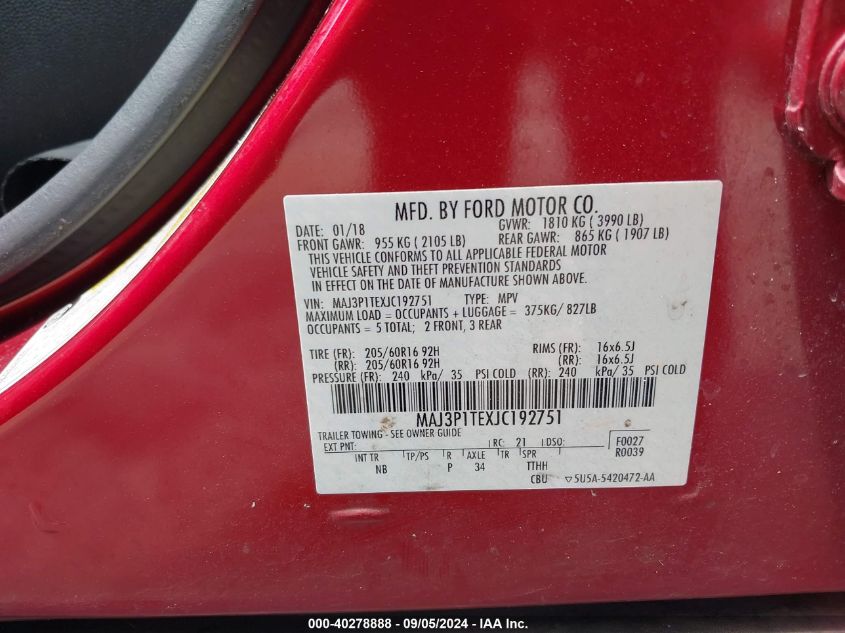 MFD. BY FORD MOTOR CO.
DATE: 01/18 GVWR: 1810 KG ( 3990 LB)
FRONT GAWR: 955 KG ( 2105 LB) REAR GAWR: 865 KG ( 1907 LB)
THIS VEHICLE CONFORMS TO ALL APPLICABLE FEDERAL MOTOR
VEHICLE SAFETY AND THEFT PREVENTION STANDARDS
IN EFFECT ON THE DATE OF MANUFACTURE SHOWN ABOVE.
VIN: MAJ3P1TEXJC192751 TYPE: MPV
MAXIMUM LOAD = OCCUPANTS + LUGGAGE = 375KG/ 827LB
OCCUPANTS = 5 TOTAL; 2 FRONT, 3 REAR
TIRE (FR): 205/60R16 92H RIMS (FR): 16x6.5J
(RR): 205/60R16 92H (RR): 16x6.5J
PRESSURE (FR): 240 kPa/ 35 PSI COLD (RR): 240 kPa/ 35 PSI COLD
MAJ3P1TEXJC192751
TRAILER TOWING - SEE OWNER GUIDE
EXT PNT: RC: 21 DSO: F0027
R0039
INT TR TP/PS R AXLE TR SPR
NB P 34 TTHH
CBU ▽5U5A-5420472-AA
000-40278888 - 09/05/2024 - IAA Inc.